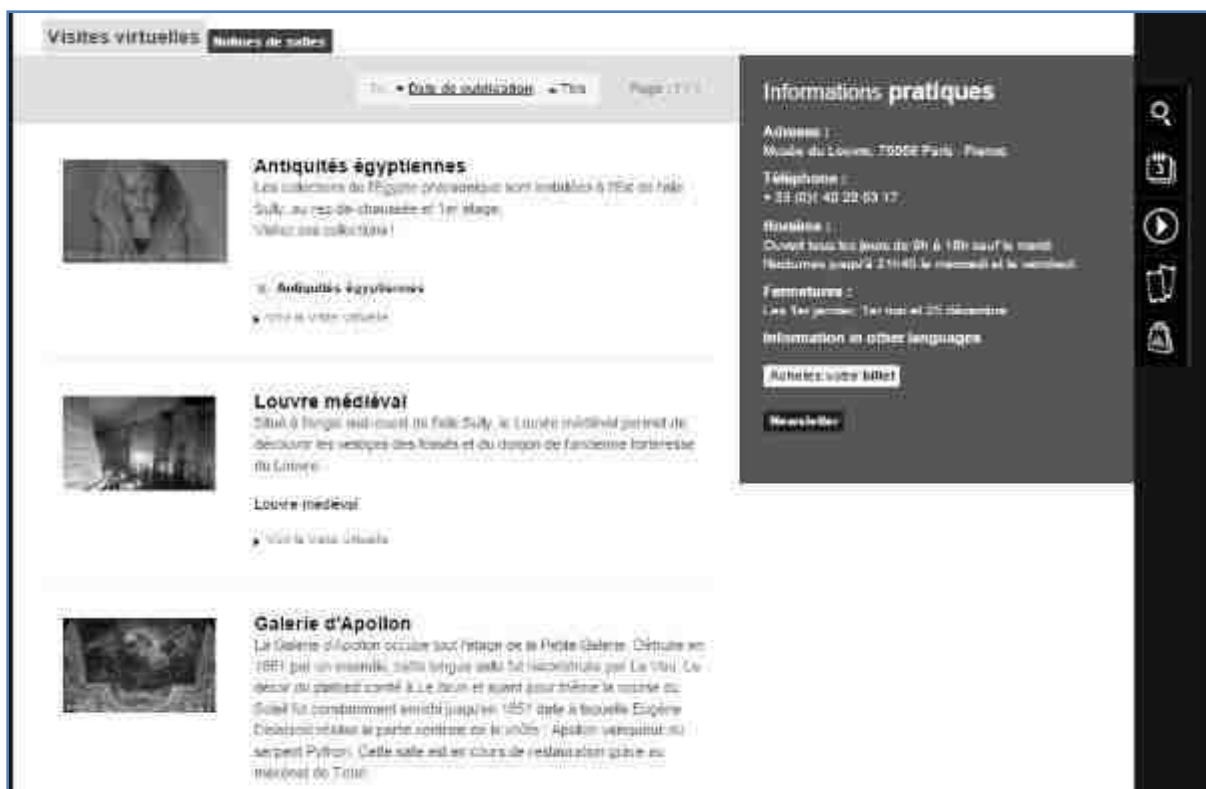 Visites virtuelles
Notices de salles
Tri : Date de publication Titre Page : 1 / 1
Antiquités égyptiennes
Les collections de l'Egypte pharaonique sont installées à l'Est de l'aile
Sully, au rez-de-chaussée et 1er étage.
Visitez ces collections !
Antiquités égyptiennes
Voir la visite virtuelle
Louvre médiéval
Situé à l'angle sud-ouest de l'aile Sully, le Louvre médiéval permet de
découvrir les vestiges des fossés et du donjon de l'ancienne forteresse
du Louvre.
Louvre médiéval
Voir la visite virtuelle
Galerie d'Apollon
La Galerie d'Apollon occupe tout l'étage de la Petite Galerie. Détruite en
1661 par un incendie, cette longue salle fut reconstruite par Le Vau. Le
décor du plafond confié à Le Brun et ayant pour thème la course du
Soleil fut constamment enrichi jusqu'en 1851 date à laquelle Eugène
Delacroix réalise la partie centrale de la voûte : Apollon vainqueur du
serpent Python. Cette salle est en cours de restauration grâce au
mécénat de Total.
Informations pratiques
Adresse :
Musée du Louvre, 75058 Paris - France
Téléphone :
+ 33 (0)1 40 20 53 17
Horaires :
Ouvert tous les jours de 9h à 18h sauf le mardi
Nocturnes jusqu'à 21h45 le mercredi et le vendredi
Fermetures :
Les 1er janvier, 1er mai et 25 décembre
Information in other languages
Achetez votre billet
Newsletter